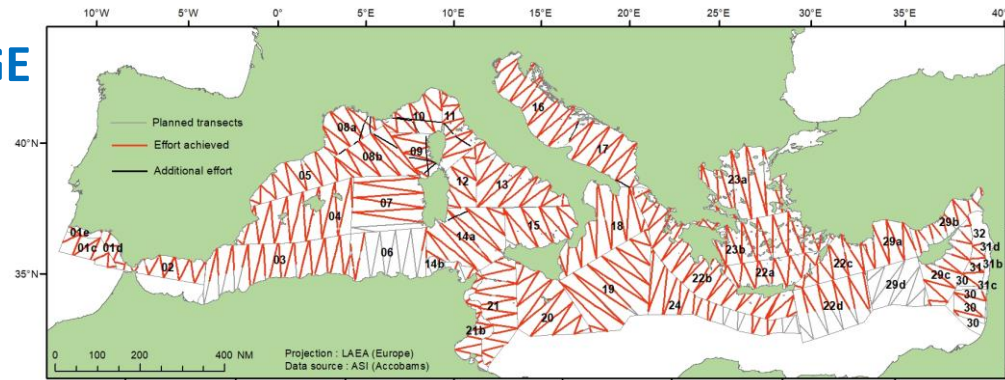 10°W 5°W 0° 5°E 10°E 15°E 20°E 25°E 30°E 35°E 40°
GE
Planned transects
Effort achieved
Additional effort
40°N
35°N
08a 10 11 16
09 17
08b
05 12 13 23a
07
04 18 29b
01e 15 32
01c 01d 14a 23b 29a 31d
02 03 06 14b 22a 22c 31b
22b 29c 31
19 29d 30 31c
21 24 22d 30
20 30
21b
0 100 200 400 NM
Projection : LAEA (Europe)
Data source : ASI (Accobams)